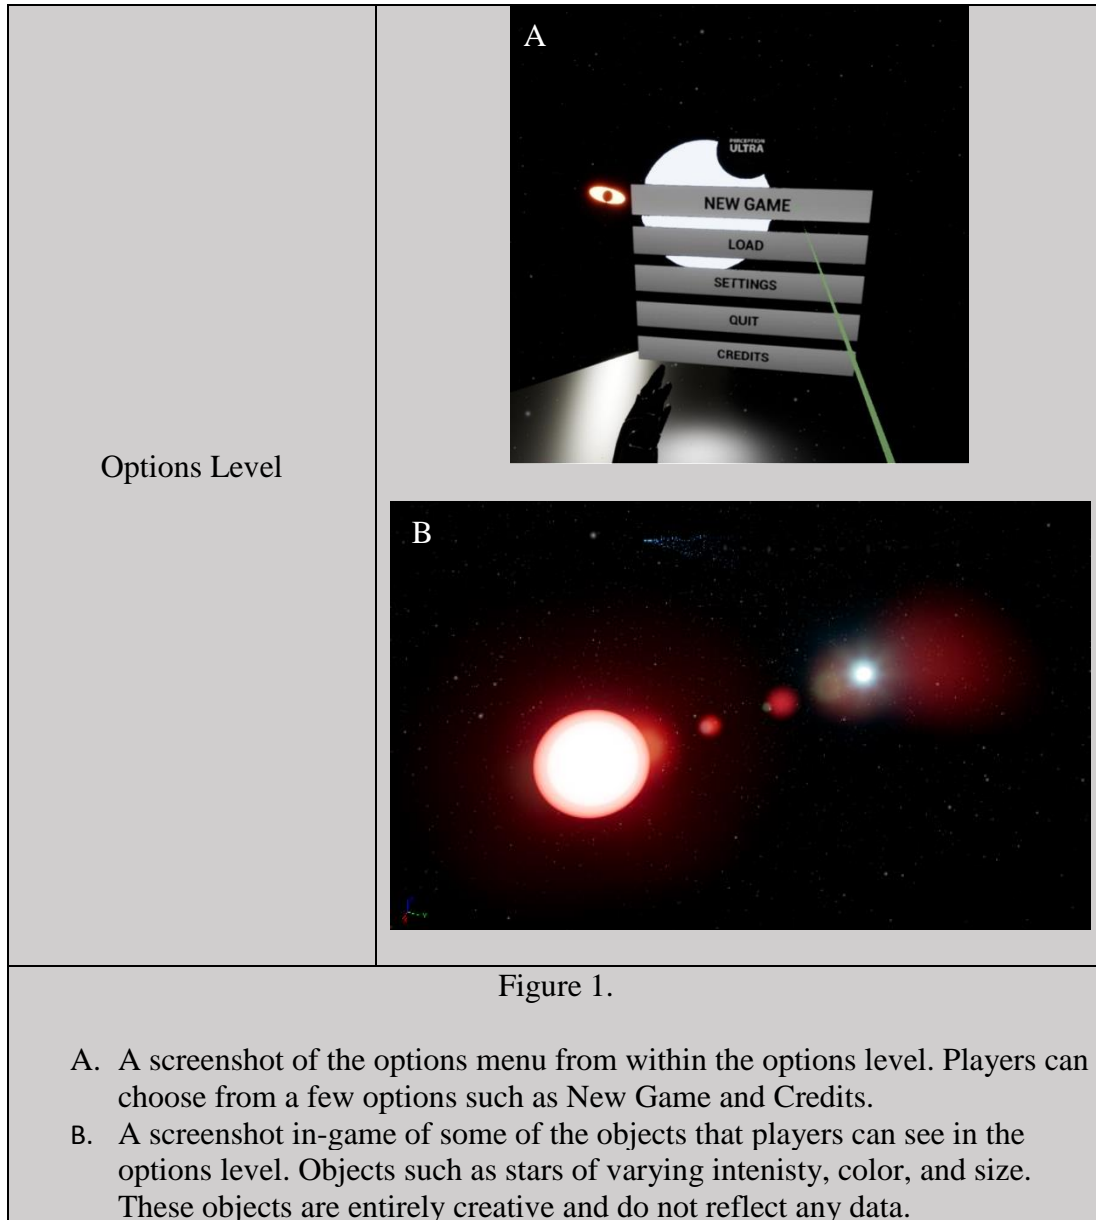 A
PERCEPTION
ULTRA
NEW GAME
LOAD
SETTINGS
QUIT
CREDITS
Options Level
B
Figure 1.
A. A screenshot of the options menu from within the options level. Players can
choose from a few options such as New Game and Credits.
B. A screenshot in-game of some of the objects that players can see in the
options level. Objects such as stars of varying intenisty, color, and size.
These objects are entirely creative and do not reflect any data.